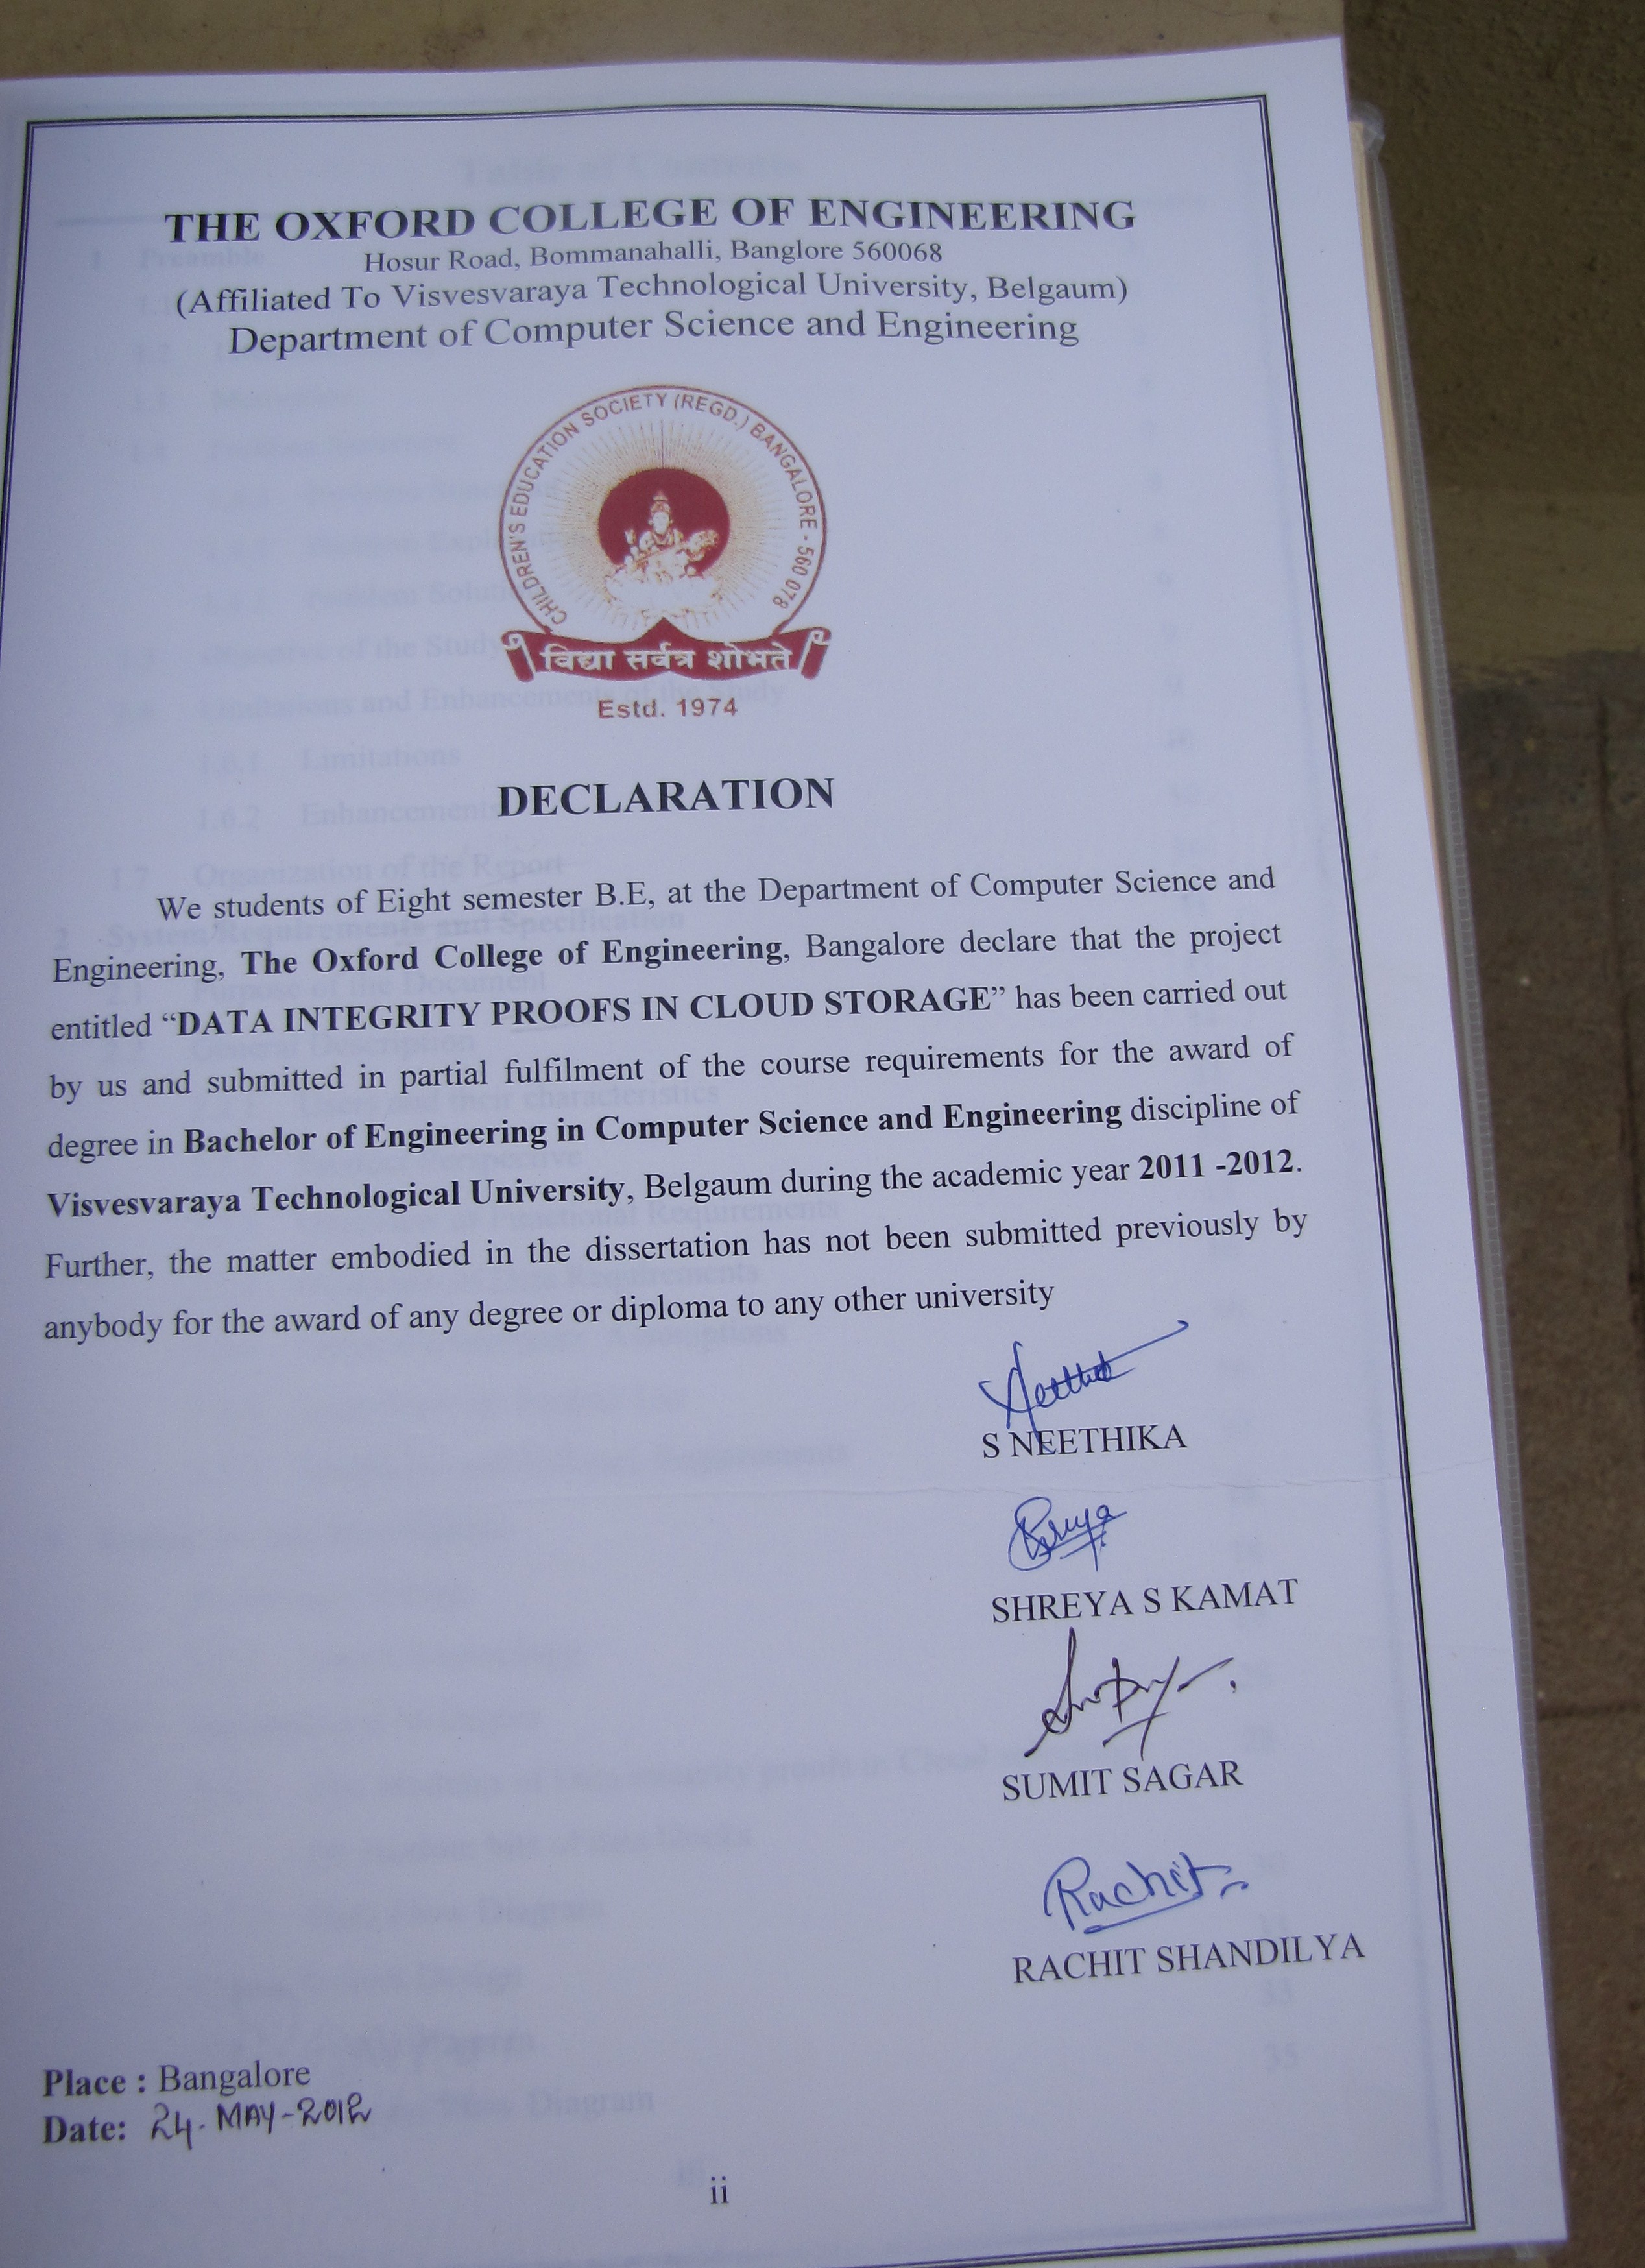 THE OXFORD COLLEGE OF ENGINEERING
Hosur Road, Bommanahalli, Banglore 560068
(Affiliated To Visvesvaraya Technological University, Belgaum)
Department of Computer Science and Engineering
CHILDREN'S EDUCATION SOCIETY (REGD.) BANGALORE - 560 078
विद्या सर्वत्र शोभते
Estd. 1974
DECLARATION
We students of Eight semester B.E, at the Department of Computer Science and
Engineering, The Oxford College of Engineering, Bangalore declare that the project
entitled “DATA INTEGRITY PROOFS IN CLOUD STORAGE” has been carried out
by us and submitted in partial fulfilment of the course requirements for the award of
degree in Bachelor of Engineering in Computer Science and Engineering discipline of
Visvesvaraya Technological University, Belgaum during the academic year 2011 -2012.
Further, the matter embodied in the dissertation has not been submitted previously by
anybody for the award of any degree or diploma to any other university
S NEETHIKA
SHREYA S KAMAT
SUMIT SAGAR
Rachit
RACHIT SHANDILYA
Place : Bangalore
Date: 24-MAY-2012
ii